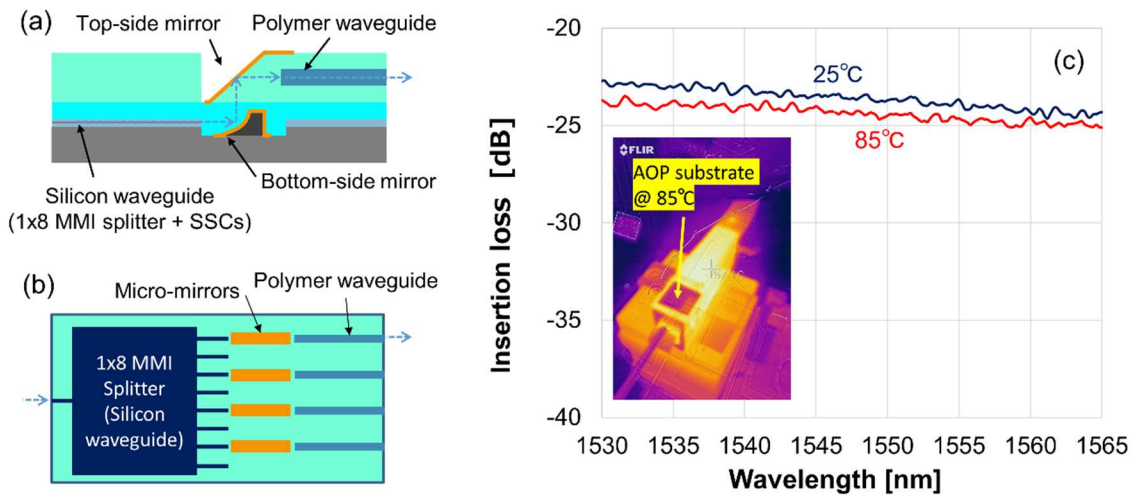 (a)
Top-side mirror
Polymer waveguide
Silicon waveguide
(1x8 MMI splitter + SSCs)
Bottom-side mirror
(b)
Micro-mirrors
Polymer waveguide
1x8 MMI
Splitter
(Silicon
waveguide)
(c)
Insertion loss [dB]
-20
-25
-30
-35
-40
25℃
85℃
FLIR
AOP substrate
@ 85℃
1530 1535 1540 1545 1550 1555 1560 1565
Wavelength [nm]